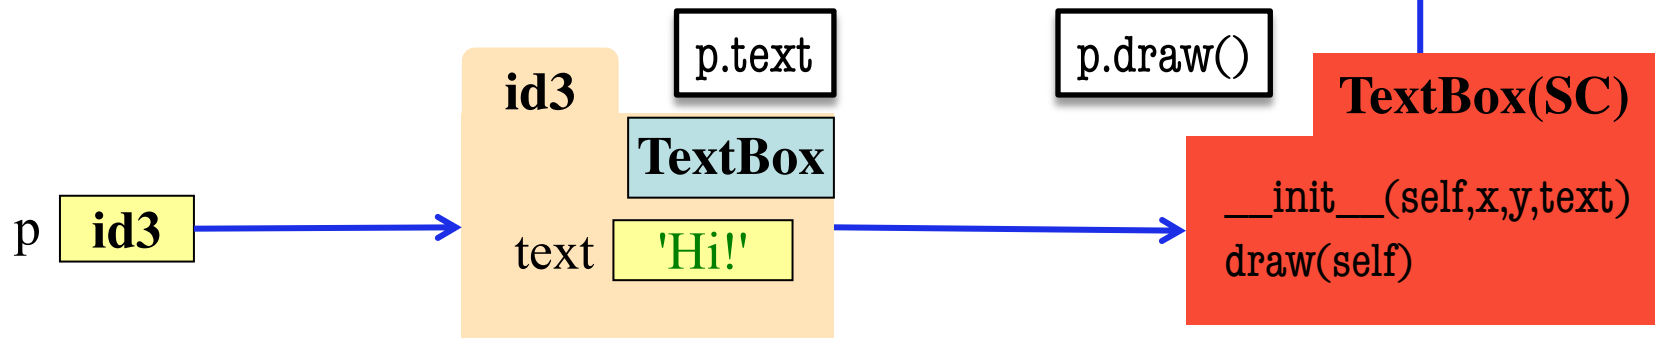 p.text
p.draw()
id3
TextBox(SC)
TextBox
p id3
text 'Hi!'
__init__(self,x,y,text)
draw(self)